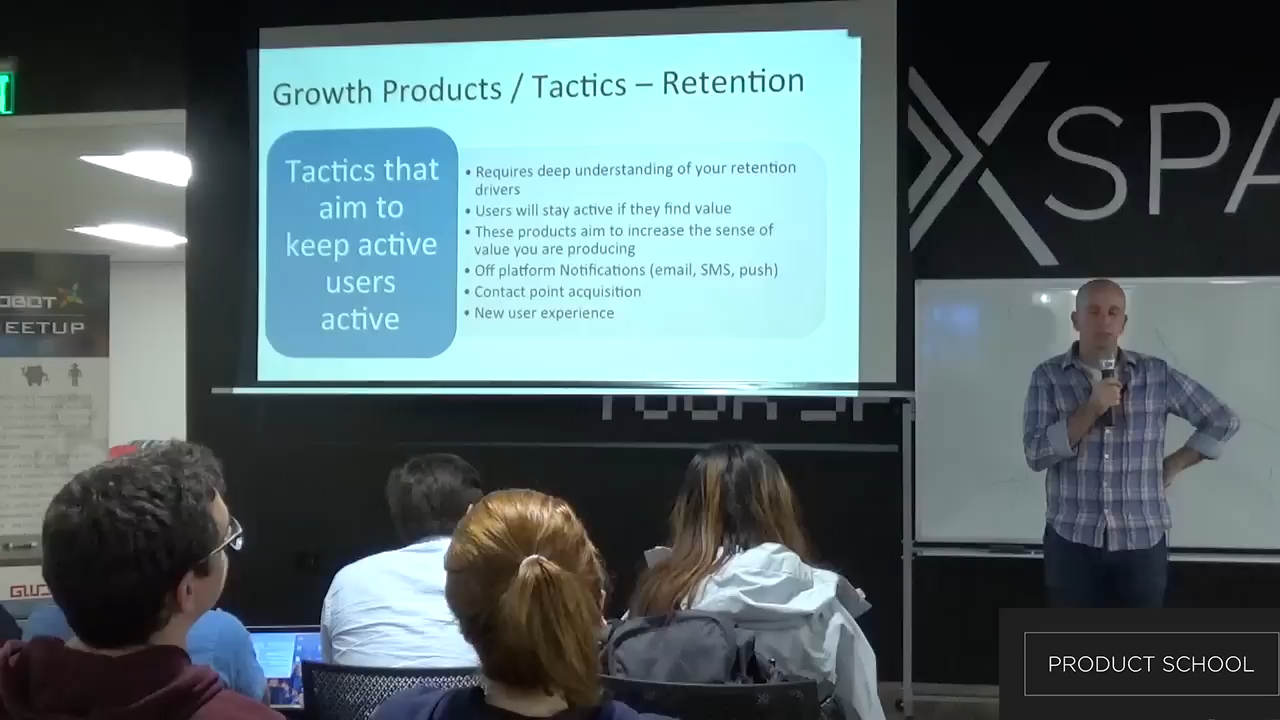 Growth Products / Tactics – Retention
Tactics that
aim to
keep active
users
active
• Requires deep understanding of your retention
drivers
• Users will stay active if they find value
• These products aim to increase the sense of
value you are producing
• Off platform Notifications (email, SMS, push)
• Contact point acquisition
• New user experience
XSPA
OBOT
EETUP
PRODUCT SCHOOL